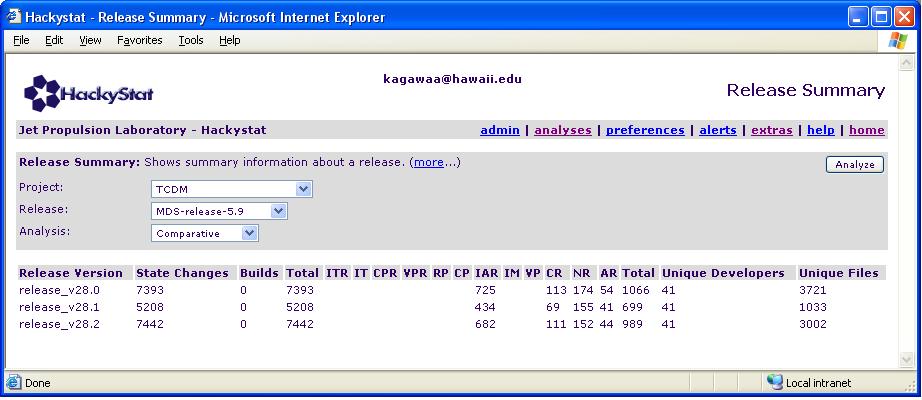 Hackystat - Release Summary - Microsoft Internet Explorer
File Edit View Favorites Tools Help
kagawaa@hawaii.edu
HackyStat
Release Summary
Jet Propulsion Laboratory - Hackystat admin | analyses | preferences | alerts | extras | help | home
Release Summary: Shows summary information about a release. (more...) Analyze
Project: TCDM
Release: MDS-release-5.9
Analysis: Comparative
Release Version State Changes Builds Total ITR IT CPR VPR RP CP IAR IM VP CR NR AR Total Unique Developers Unique Files
release_v28.0 7393 0 7393 725 113 174 54 1066 41 3721
release_v28.1 5208 0 5208 434 69 155 41 699 41 1033
release_v28.2 7442 0 7442 682 111 152 44 989 41 3002
Done Local intranet